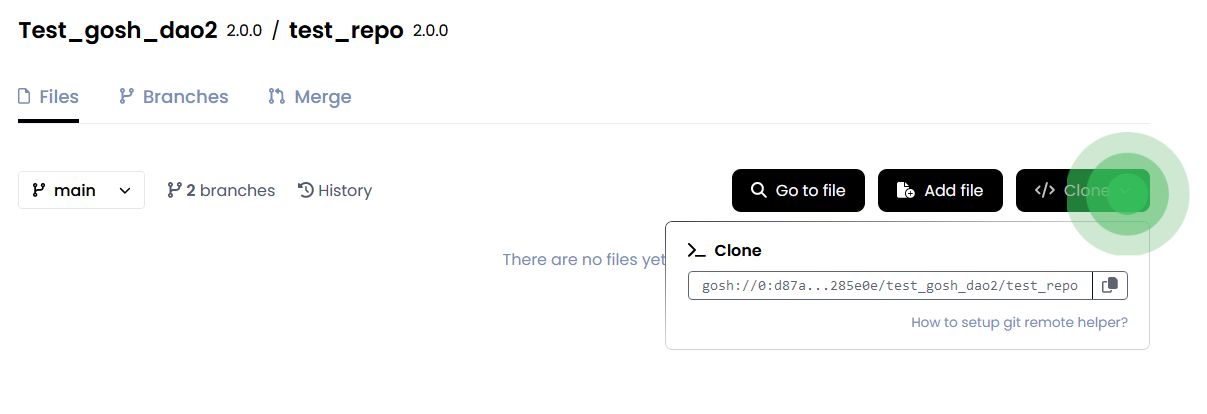 Test_gosh_dao2 2.0.0 / test_repo 2.0.0
Files Branches Merge
main 2 branches History Go to file Add file Clone
There are no files yet
Clone
gosh://0:d87a...285e0e/test_gosh_dao2/test_repo
How to setup git remote helper?